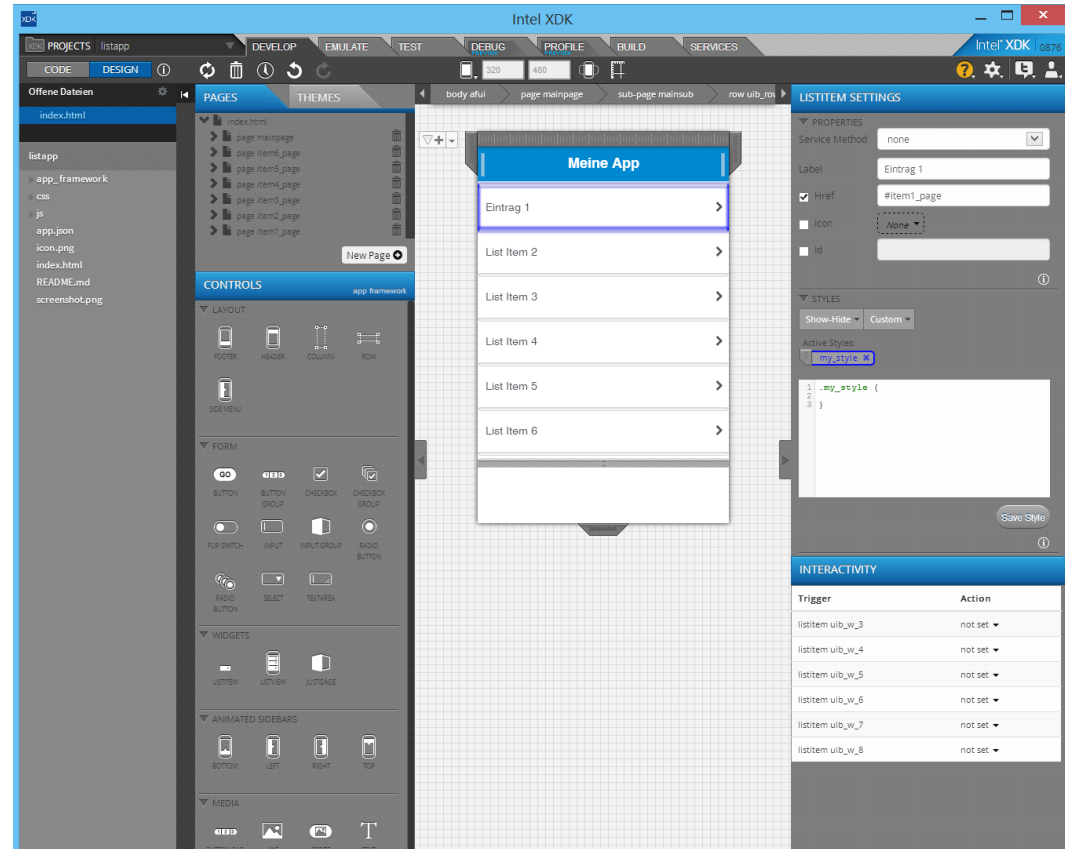 XDK
Intel XDK
XDK PROJECTS listapp
DEVELOP
EMULATE
TEST
DEBUG
PROFILE
BUILD
SERVICES
Intel® XDK 0876
CODE
DESIGN
320
480
Offene Dateien
index.html
listapp
app_framework
css
js
app.json
icon.png
index.html
README.md
screenshot.png
PAGES
THEMES
index.html
page mainpage
page item6_page
page item5_page
page item4_page
page item3_page
page item2_page
page item1_page
New Page
CONTROLS
app framework
LAYOUT
FOOTER
HEADER
COLUMN
ROW
SIDE MENU
FORM
GO
BUTTON
BUTTON GROUP
CHECKBOX
CHECKBOX GROUP
FLIP SWITCH
INPUT
INPUT GROUP
RADIO BUTTON
RADIO BUTTON
SELECT
TEXTAREA
WIDGETS
LISTITEM
LISTVIEW
JUSTGAGE
ANIMATED SIDEBARS
BOTTOM
LEFT
RIGHT
TOP
MEDIA
body afui
page mainpage
sub-page mainsub
row uib_row
Meine App
Eintrag 1
List Item 2
List Item 3
List Item 4
List Item 5
List Item 6
LISTITEM SETTINGS
PROPERTIES
Service Method none
Label Eintrag 1
Href #item1_page
Icon None
Id
STYLES
Show-Hide Custom
Active Styles:
my_style
1 .my_style {
2
3 }
Save Style
INTERACTIVITY
Trigger Action
listitem uib_w_3 not set
listitem uib_w_4 not set
listitem uib_w_5 not set
listitem uib_w_6 not set
listitem uib_w_7 not set
listitem uib_w_8 not set